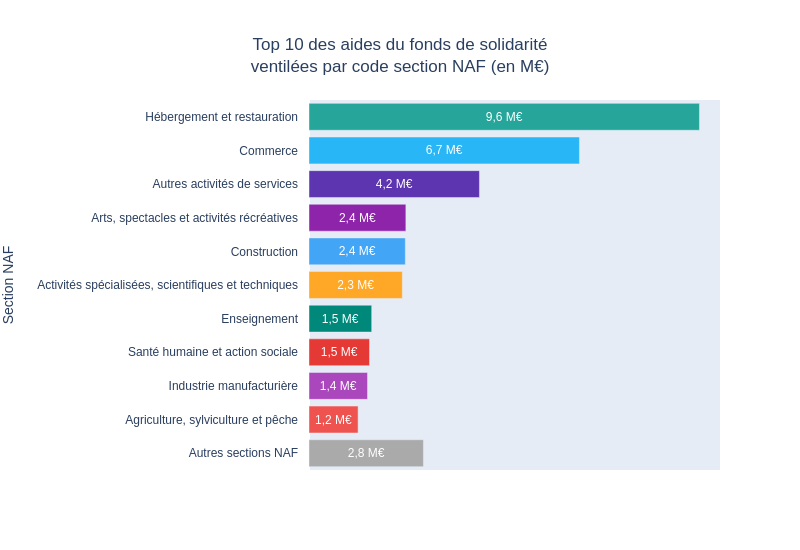 Top 10 des aides du fonds de solidarité
ventilées par code section NAF (en M€)
Section NAF
Hébergement et restauration 9,6 M€
Commerce 6,7 M€
Autres activités de services 4,2 M€
Arts, spectacles et activités récréatives 2,4 M€
Construction 2,4 M€
Activités spécialisées, scientifiques et techniques 2,3 M€
Enseignement 1,5 M€
Santé humaine et action sociale 1,5 M€
Industrie manufacturière 1,4 M€
Agriculture, sylviculture et pêche 1,2 M€
Autres sections NAF 2,8 M€